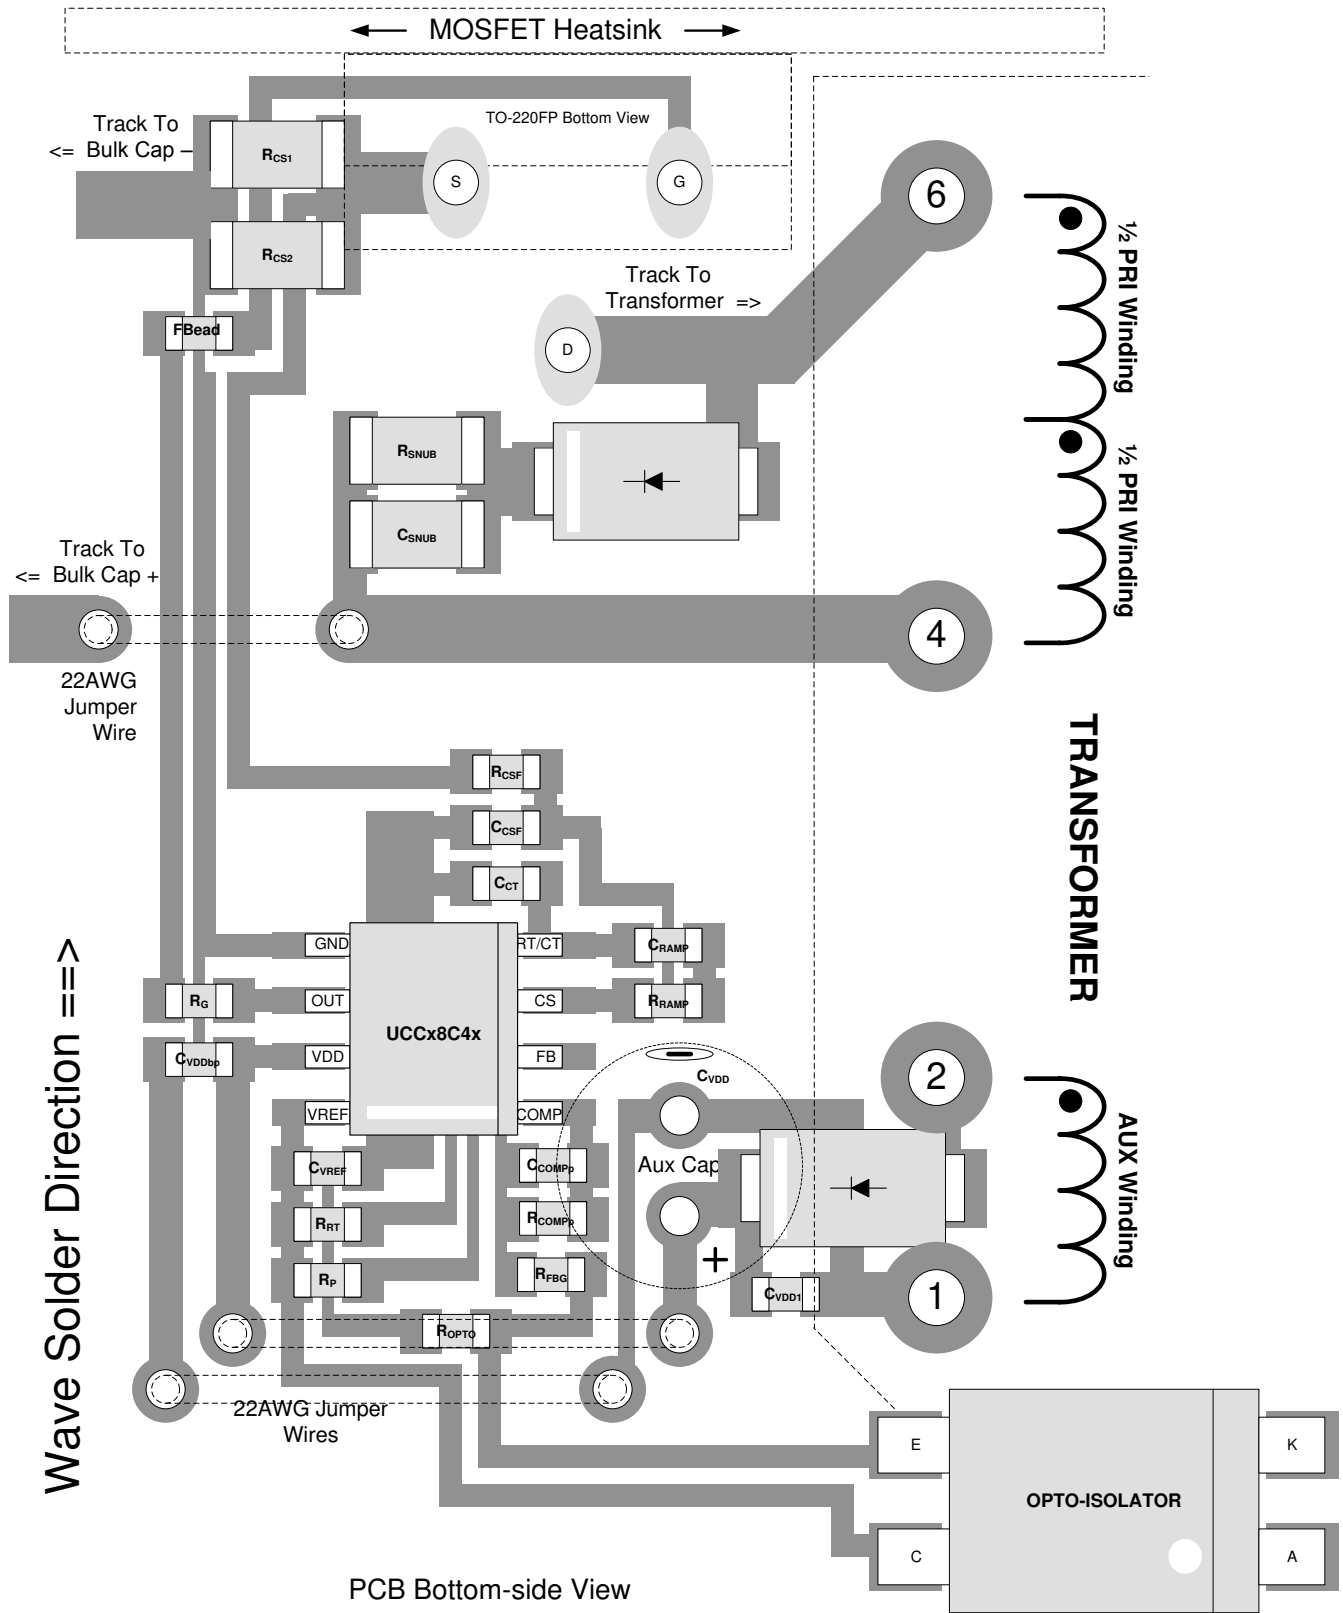 MOSFET Heatsink
TO-220FP Bottom View
Track To
<= Bulk Cap –
RCS1
S
G
6
RCS2
½ PRI Winding
Track To
Transformer =>
FBead
D
RSNUB
½ PRI Winding
CSNUB
Track To
<= Bulk Cap +
4
22AWG
Jumper
Wire
TRANSFORMER
RCSF
CCSF
CCT
GND
RT/CT
CRAMP
RG
OUT
CS
RRAMP
UCCx8C4x
CVDDbp
VDD
FB
CVDD
2
VREF
COMP
CVREF
CCOMPp
Aux Cap
AUX Winding
RRT
RCOMPp
+
RP
RFBG
CVDD1
1
ROPTO
22AWG Jumper
Wires
Wave Solder Direction ==>
E
K
OPTO-ISOLATOR
C
A
PCB Bottom-side View